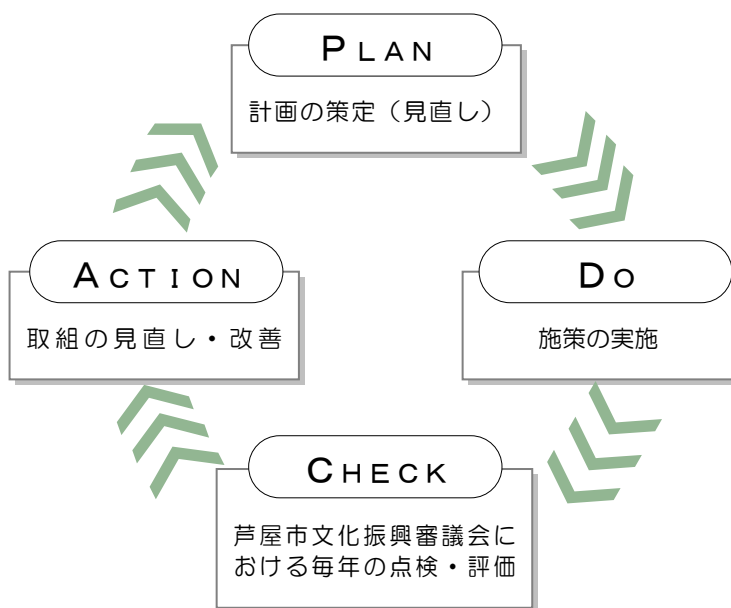 PLAN
計画の策定（見直し）
ACTION
取組の見直し・改善
DO
施策の実施
CHECK
芦屋市文化振興審議会に
おける毎年の点検・評価